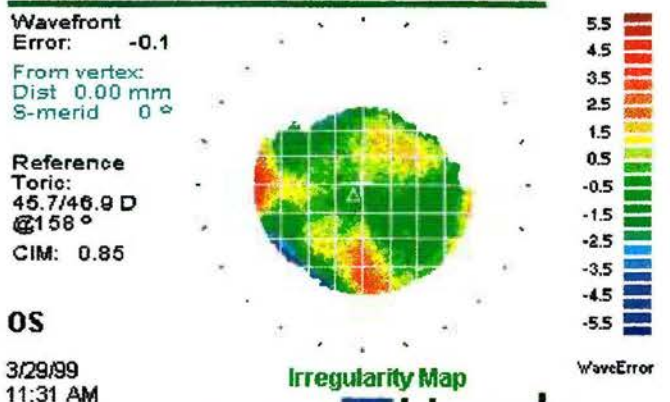 Wavefront
Error: -0.1
From vertex:
Dist 0.00 mm
S-merid 0 º
Reference
Toric:
45.7/46.9 D
@158 º
CIM: 0.85
OS
3/29/99
11:31 AM
5.5
4.5
3.5
2.5
1.5
0.5
-0.5
-1.5
-2.5
-3.5
-4.5
-5.5
WaveError
Irregularity Map